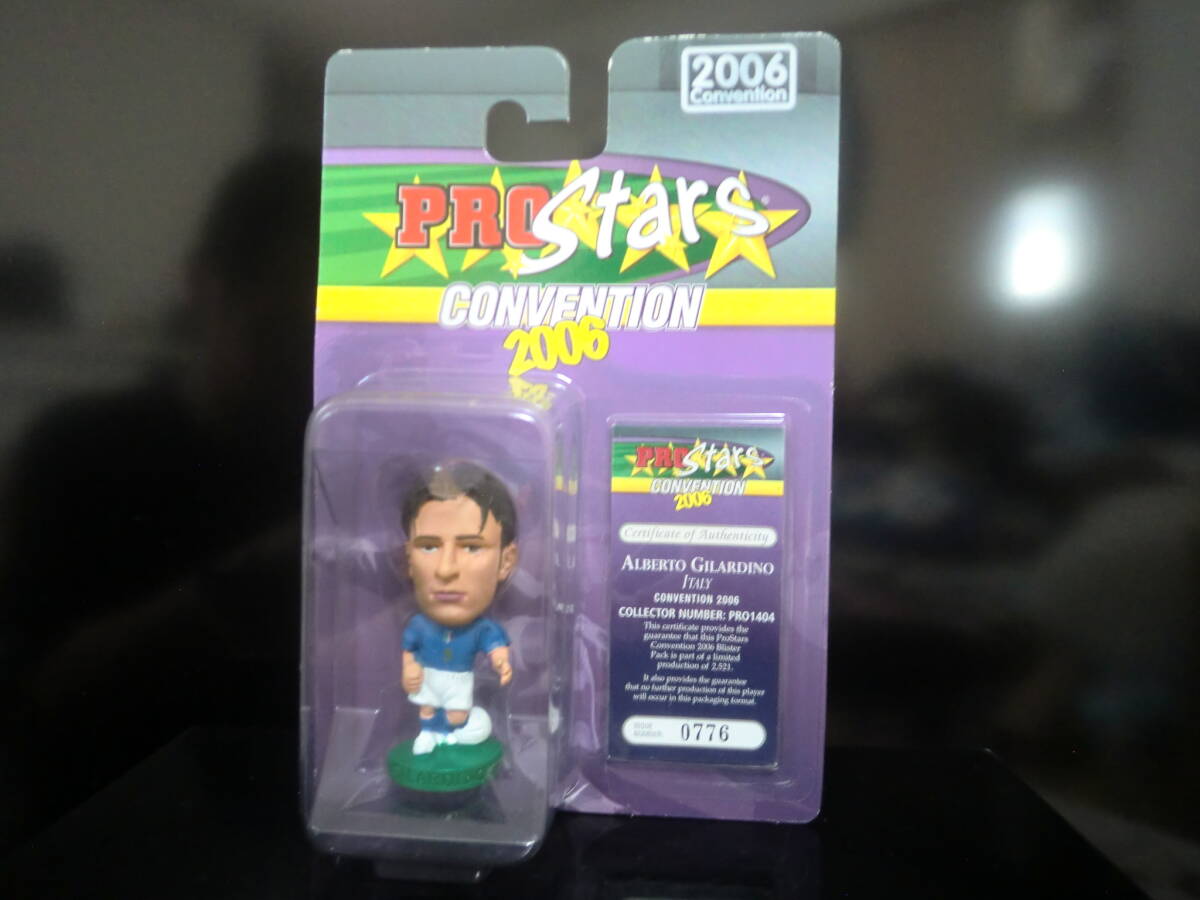 2006
Convention
PROStars®
CONVENTION
2006
PROStars
CONVENTION
2006
Certificate of Authenticity
ALBERTO GILARDINO
ITALY
CONVENTION 2006
COLLECTOR NUMBER: PRO1404
This certificate provides the
guarantee that this ProStars
Convention 2006 Blister
Pack is part of a limited
production of 2,521.
It also provides the guarantee
that no further production of this player
will occur in this packaging format.
ISSUE
NUMBER:
0776
GILARDINO